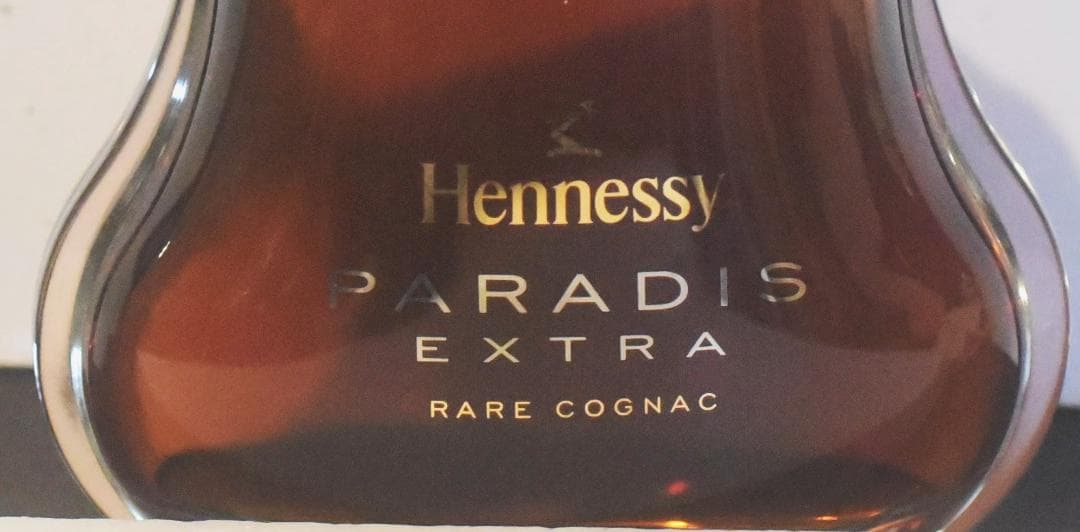 Hennessy
PARADIS
EXTRA
RARE COGNAC